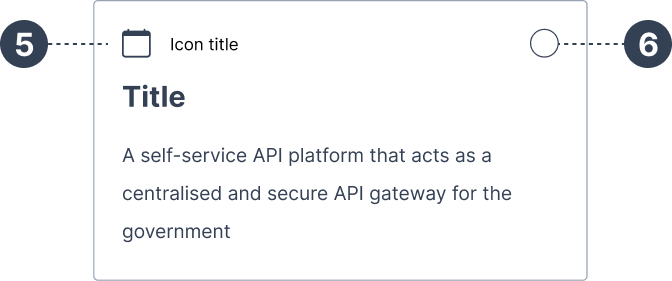 5
Icon title
6
Title
A self-service API platform that acts as a
centralised and secure API gateway for the
government